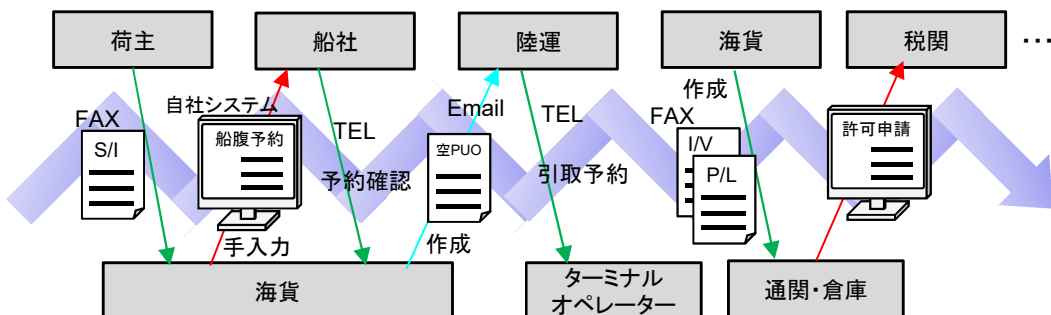 荷主
船社
陸運
海貨
税関
…
自社システム
作成
FAX
S/I
船腹予約
TEL
Email
空PUO
TEL
FAX
I/V
P/L
許可申請
予約確認
引取予約
手入力
作成
海貨
ターミナル
オペレーター
通関・倉庫